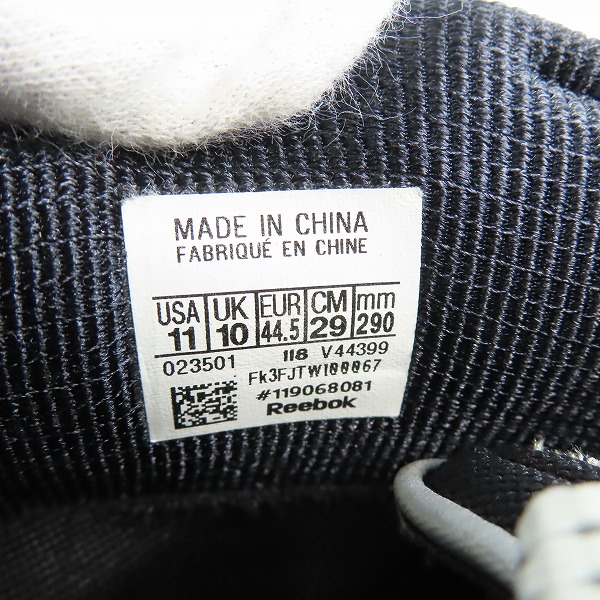 MADE IN CHINA
FABRIQUÉ EN CHINE
USA UK EUR CM mm
11 10 44.5 29 290
023501 118 V44399
Fk3FJTWI00067
#119068081
Reebok